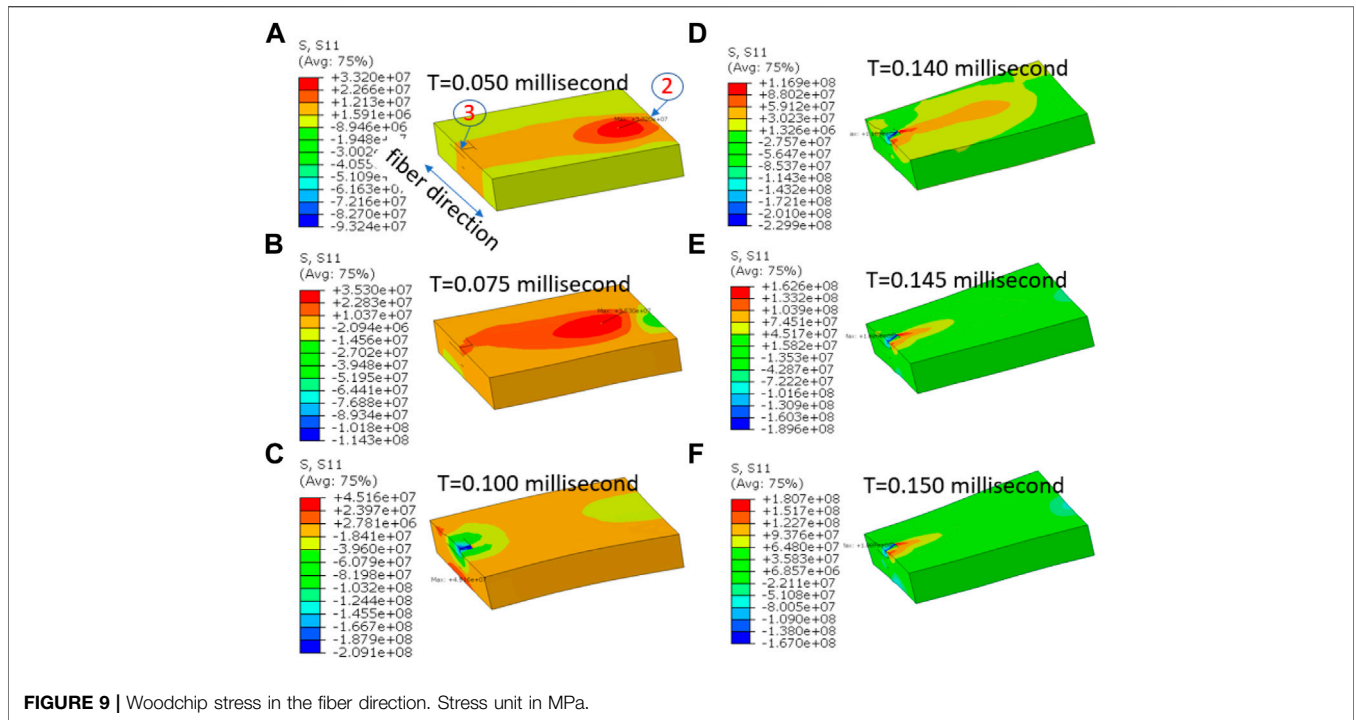 A
S, S11
(Avg: 75%)
+3.320e+07
+2.266e+07
+1.213e+07
+1.591e+06
-8.946e+06
-1.948e+
-3.002
-4.055
-5.109e
-6.163e+0
-7.216e+07
-8.270e+07
-9.324e+07
T=0.050 millisecond
3
2
fiber direction
B
S, S11
(Avg: 75%)
+3.530e+07
+2.283e+07
+1.037e+07
-2.094e+06
-1.456e+07
-2.702e+07
-3.948e+07
-5.195e+07
-6.441e+07
-7.688e+07
-8.934e+07
-1.018e+08
-1.143e+08
T=0.075 millisecond
C
S, S11
(Avg: 75%)
+4.516e+07
+2.397e+07
+2.781e+06
-1.841e+07
-3.960e+07
-6.079e+07
-8.198e+07
-1.032e+08
-1.244e+08
-1.455e+08
-1.667e+08
-1.879e+08
-2.091e+08
T=0.100 millisecond
D
S, S11
(Avg: 75%)
+1.169e+08
+8.802e+07
+5.912e+07
+3.023e+07
+1.326e+06
-2.757e+07
-5.647e+07
-8.537e+07
-1.143e+08
-1.432e+08
-1.721e+08
-2.010e+08
-2.299e+08
T=0.140 millisecond
E
S, S11
(Avg: 75%)
+1.626e+08
+1.332e+08
+1.039e+08
+7.451e+07
+4.517e+07
+1.582e+07
-1.353e+07
-4.287e+07
-7.222e+07
-1.016e+08
-1.309e+08
-1.603e+08
-1.896e+08
T=0.145 millisecond
F
S, S11
(Avg: 75%)
+1.807e+08
+1.517e+08
+1.227e+08
+9.376e+07
+6.480e+07
+3.583e+07
+6.857e+06
-2.211e+07
-5.108e+07
-8.005e+07
-1.090e+08
-1.380e+08
-1.670e+08
T=0.150 millisecond
FIGURE 9 | Woodchip stress in the fiber direction. Stress unit in MPa.